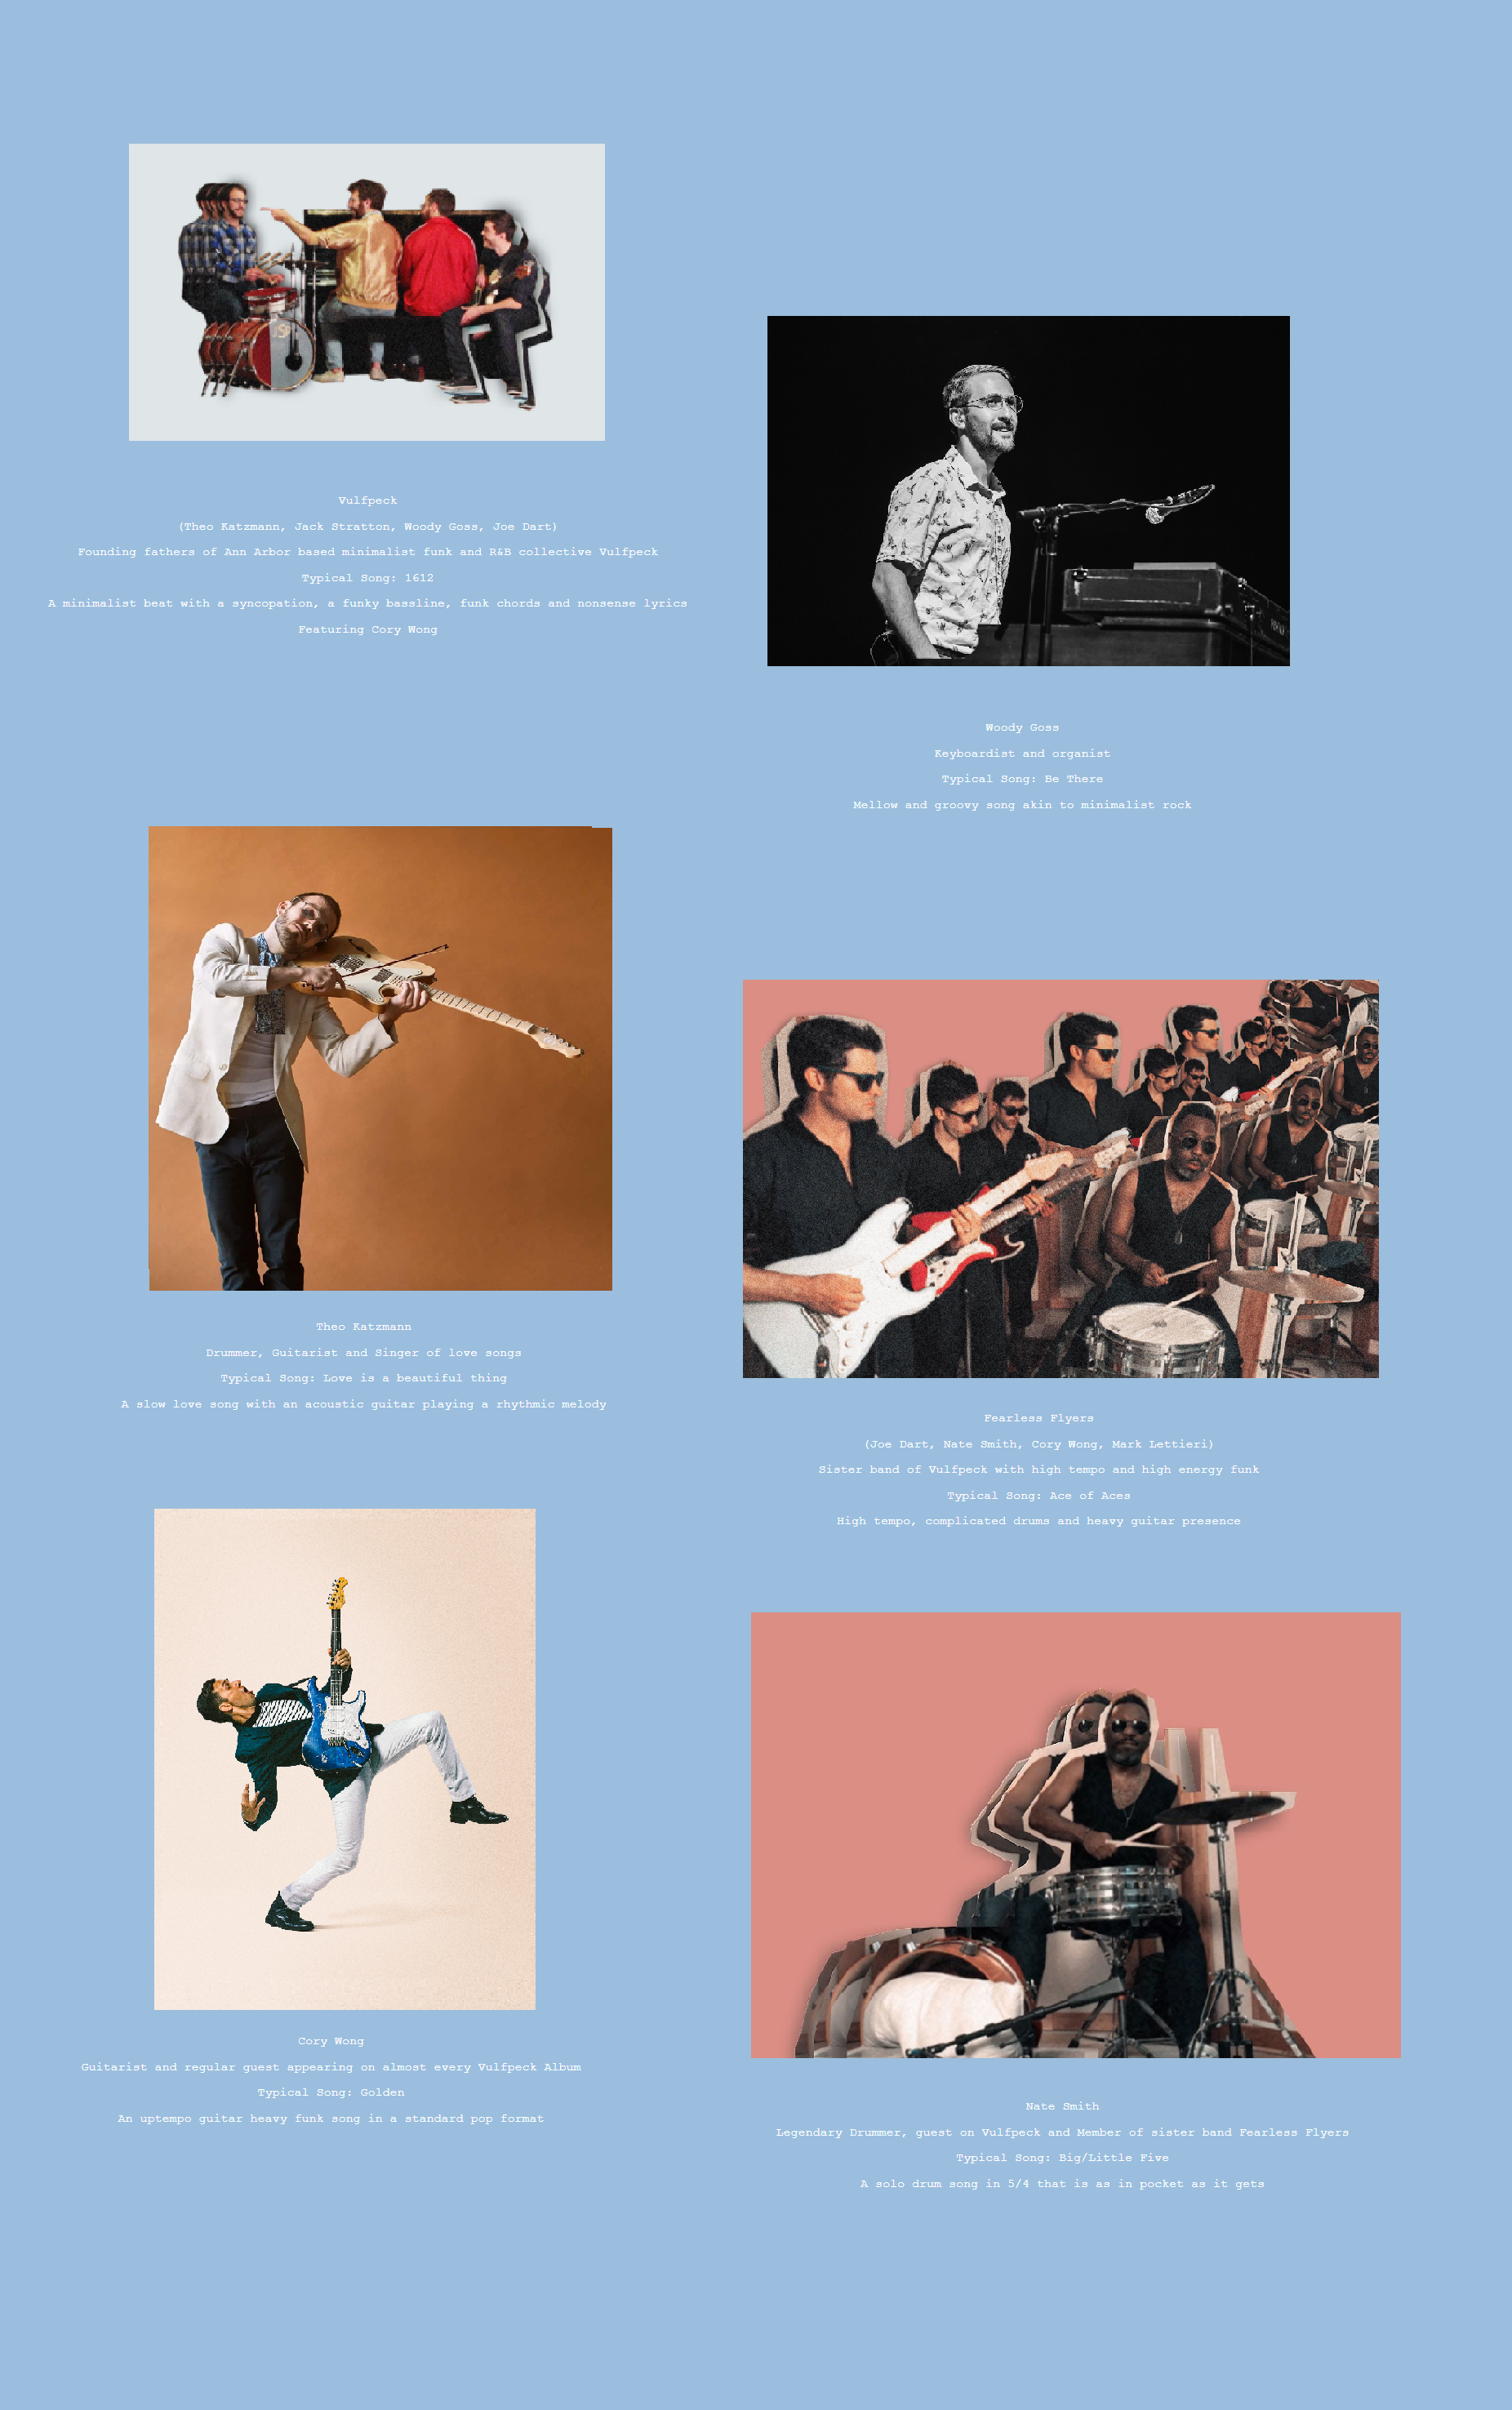 Vulfpeck
(Theo Katzmann, Jack Stratton, Woody Goss, Joe Dart)
Founding fathers of Ann Arbor based minimalist funk and R&B collective Vulfpeck
Typical Song: 1612
A minimalist beat with a syncopation, a funky bassline, funk chords and nonsense lyrics
Featuring Cory Wong
Woody Goss
Keyboardist and organist
Typical Song: Be There
Mellow and groovy song akin to minimalist rock
Theo Katzmann
Drummer, Guitarist and Singer of love songs
Typical Song: Love is a beautiful thing
A slow love song with an acoustic guitar playing a rhythmic melody
Fearless Flyers
(Joe Dart, Nate Smith, Cory Wong, Mark Lettieri)
Sister band of Vulfpeck with high tempo and high energy funk
Typical Song: Ace of Aces
High tempo, complicated drums and heavy guitar presence
Cory Wong
Guitarist and regular guest appearing on almost every Vulfpeck Album
Typical Song: Golden
An uptempo guitar heavy funk song in a standard pop format
Nate Smith
Legendary Drummer, guest on Vulfpeck and Member of sister band Fearless Flyers
Typical Song: Big/Little Five
A solo drum song in 5/4 that is as in pocket as it gets